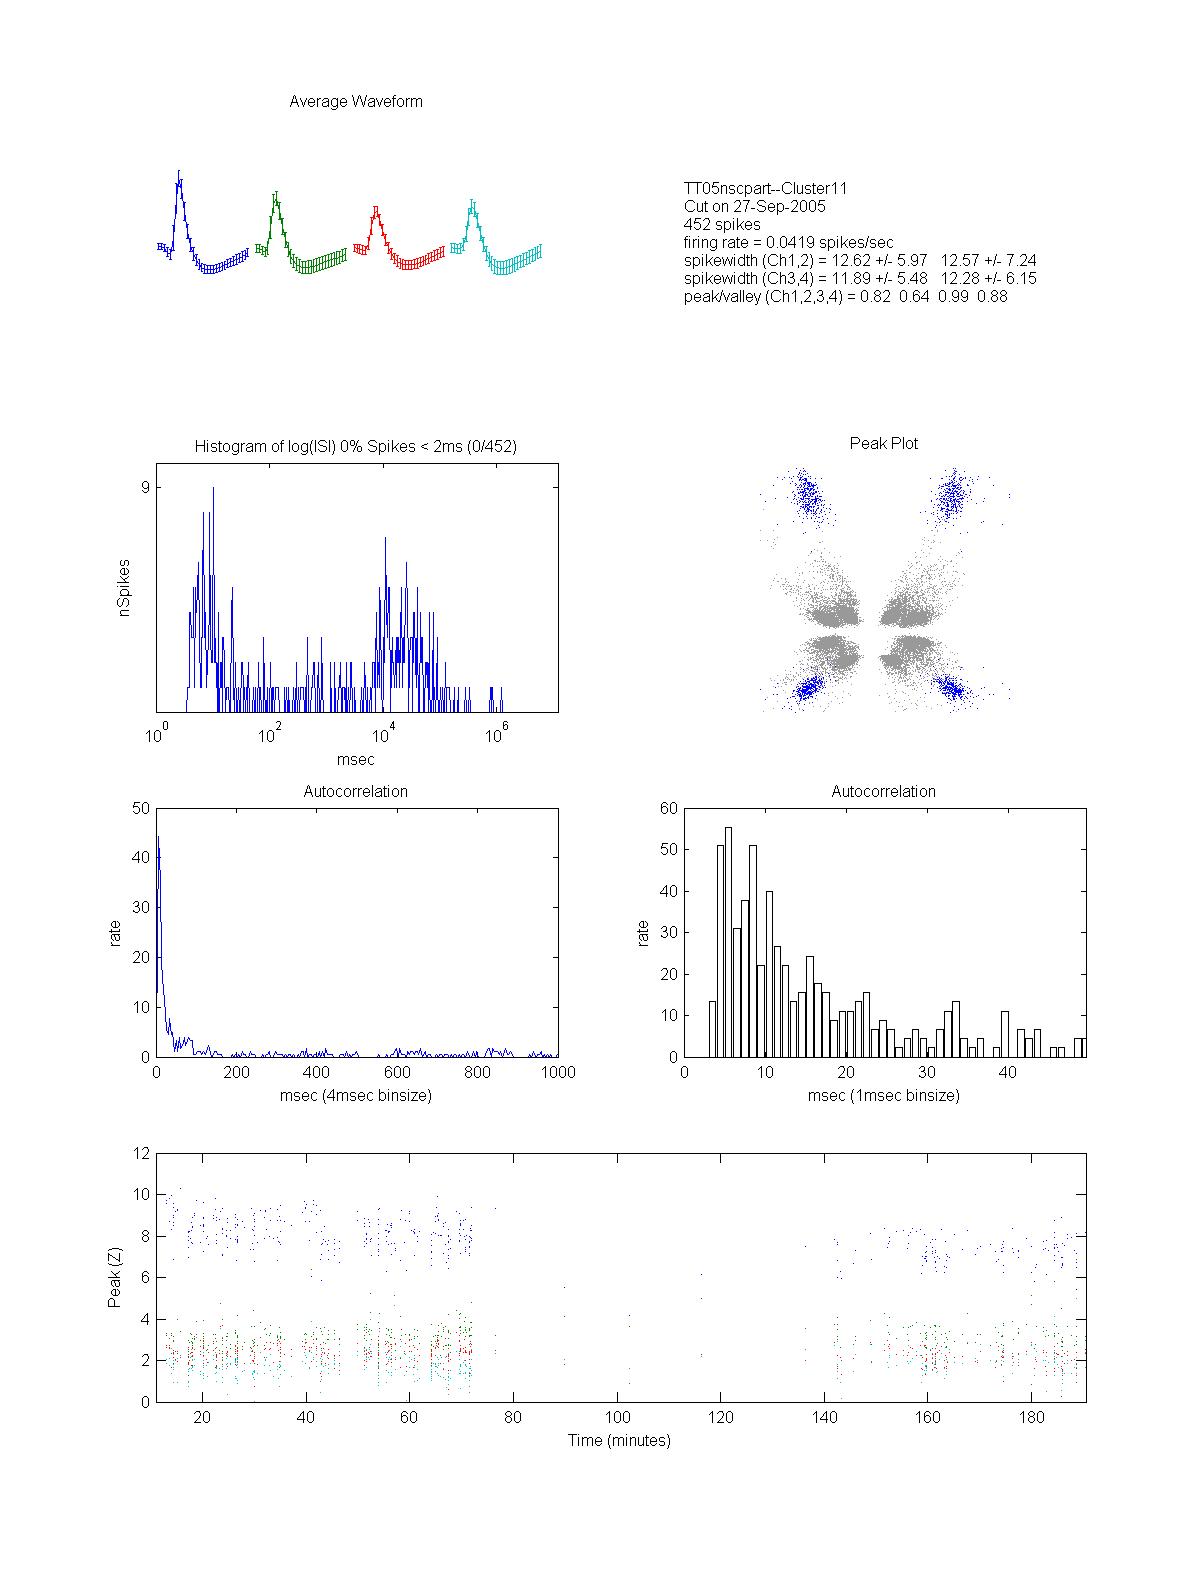 Average Waveform
TT05nscpart--Cluster11
Cut on 27-Sep-2005
452 spikes
firing rate = 0.0419 spikes/sec
spikewidth (Ch1,2) = 12.62 +/- 5.97 12.57 +/- 7.24
spikewidth (Ch3,4) = 11.89 +/- 5.48 12.28 +/- 6.15
peak/valley (Ch1,2,3,4) = 0.82 0.64 0.99 0.88
Histogram of log(ISI) 0% Spikes < 2ms (0/452)
9
nSpikes
10^0 10^2 10^4 10^6
msec
Peak Plot
Autocorrelation
50
40
30
20
10
0
rate
0 200 400 600 800 1000
msec (4msec binsize)
Autocorrelation
60
50
40
30
20
10
0
rate
0 10 20 30 40
msec (1msec binsize)
12
10
8
6
4
2
0
Peak (Z)
20 40 60 80 100 120 140 160 180
Time (minutes)